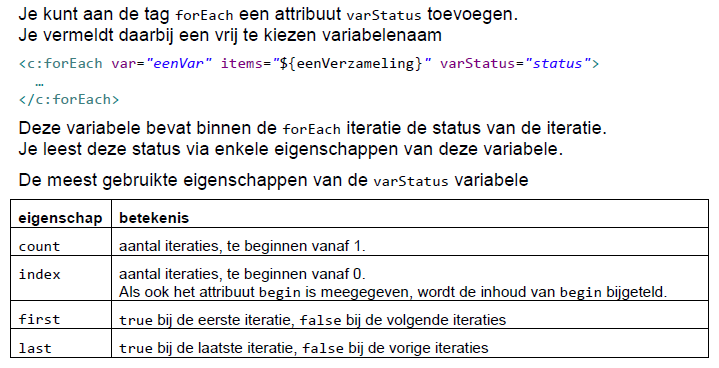 Je kunt aan de tag forEach een attribuut varStatus toevoegen.
Je vermeldt daarbij een vrij te kiezen variabelenaam
<c:forEach var="eenVar" items="${eenVerzameling}" varStatus="status">
…
</c:forEach>
Deze variabele bevat binnen de forEach iteratie de status van de iteratie.
Je leest deze status via enkele eigenschappen van deze variabele.
De meest gebruikte eigenschappen van de varStatus variabele
eigenschap betekenis
count aantal iteraties, te beginnen vanaf 1.
index aantal iteraties, te beginnen vanaf 0.
Als ook het attribuut begin is meegegeven, wordt de inhoud van begin bijgeteld.
first true bij de eerste iteratie, false bij de volgende iteraties
last true bij de laatste iteratie, false bij de vorige iteraties